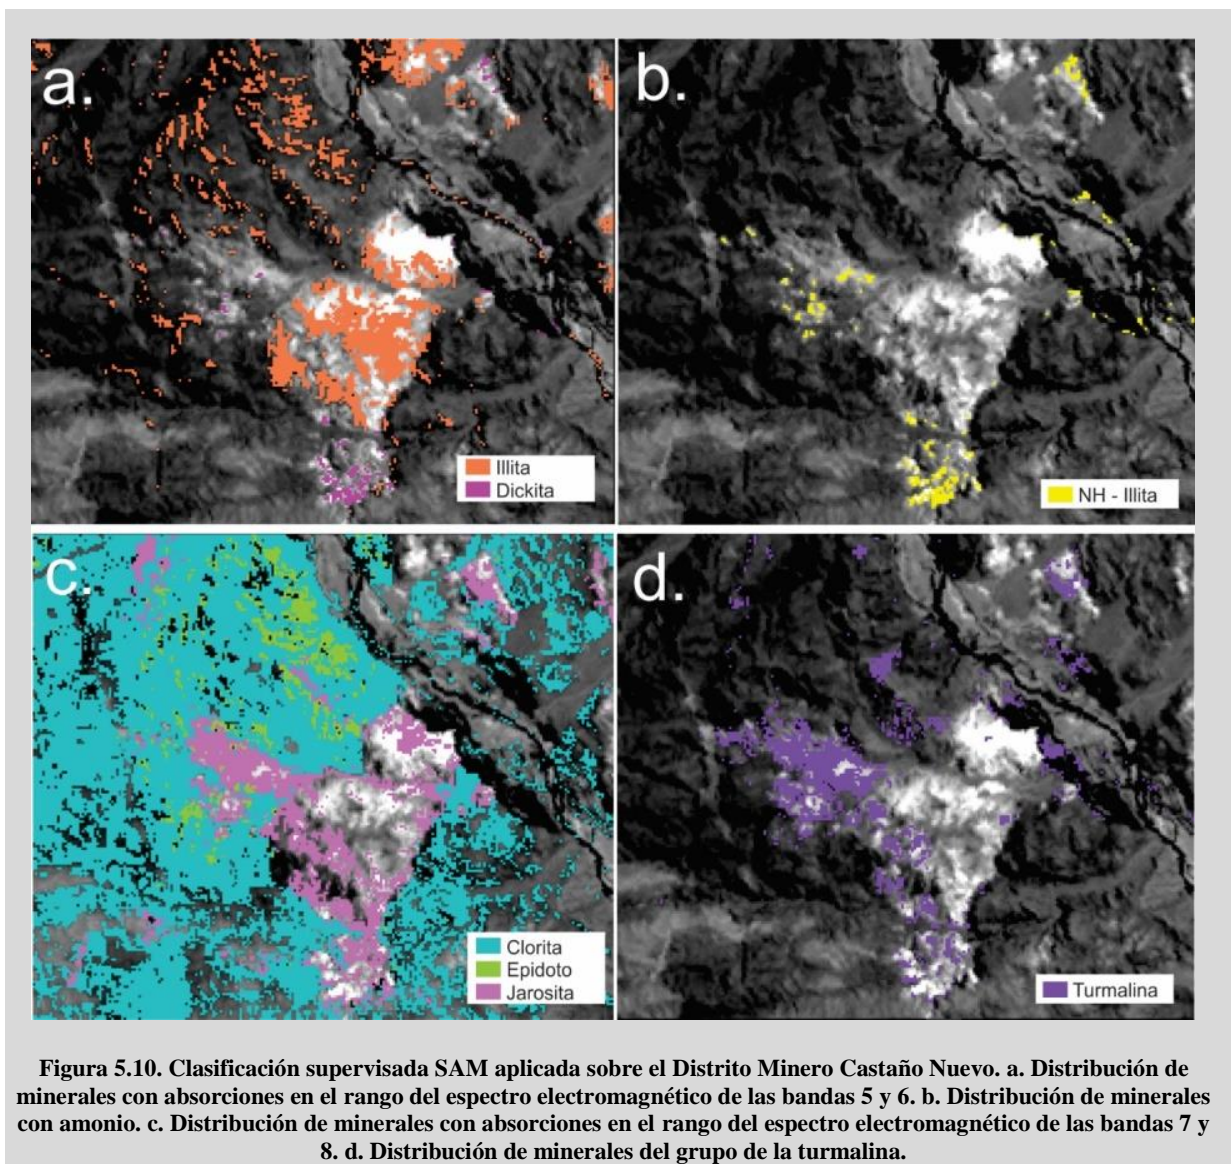 a.
Illita
Dickita
b.
NH - Illita
c.
Clorita
Epidoto
Jarosita
d.
Turmalina
Figura 5.10. Clasificación supervisada SAM aplicada sobre el Distrito Minero Castaño Nuevo. a. Distribución de
minerales con absorciones en el rango del espectro electromagnético de las bandas 5 y 6. b. Distribución de minerales
con amonio. c. Distribución de minerales con absorciones en el rango del espectro electromagnético de las bandas 7 y
8. d. Distribución de minerales del grupo de la turmalina.